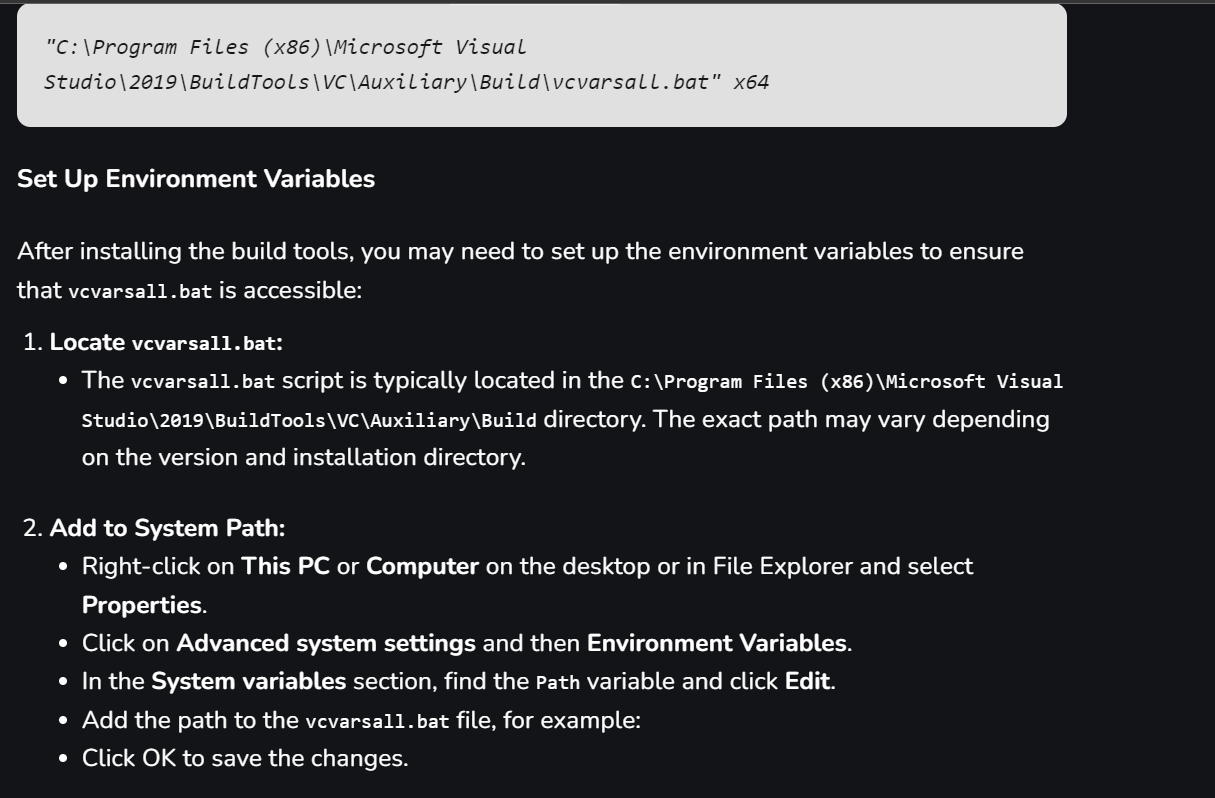 "C:\Program Files (x86)\Microsoft Visual
Studio\2019\BuildTools\VC\Auxiliary\Build\vcvarsall.bat" x64
Set Up Environment Variables
After installing the build tools, you may need to set up the environment variables to ensure
that vcvarsall.bat is accessible:
1. Locate vcvarsall.bat:
• The vcvarsall.bat script is typically located in the C:\Program Files (x86)\Microsoft Visual
Studio\2019\BuildTools\VC\Auxiliary\Build directory. The exact path may vary depending
on the version and installation directory.
2. Add to System Path:
• Right-click on This PC or Computer on the desktop or in File Explorer and select
Properties.
• Click on Advanced system settings and then Environment Variables.
• In the System variables section, find the Path variable and click Edit.
• Add the path to the vcvarsall.bat file, for example:
• Click OK to save the changes.